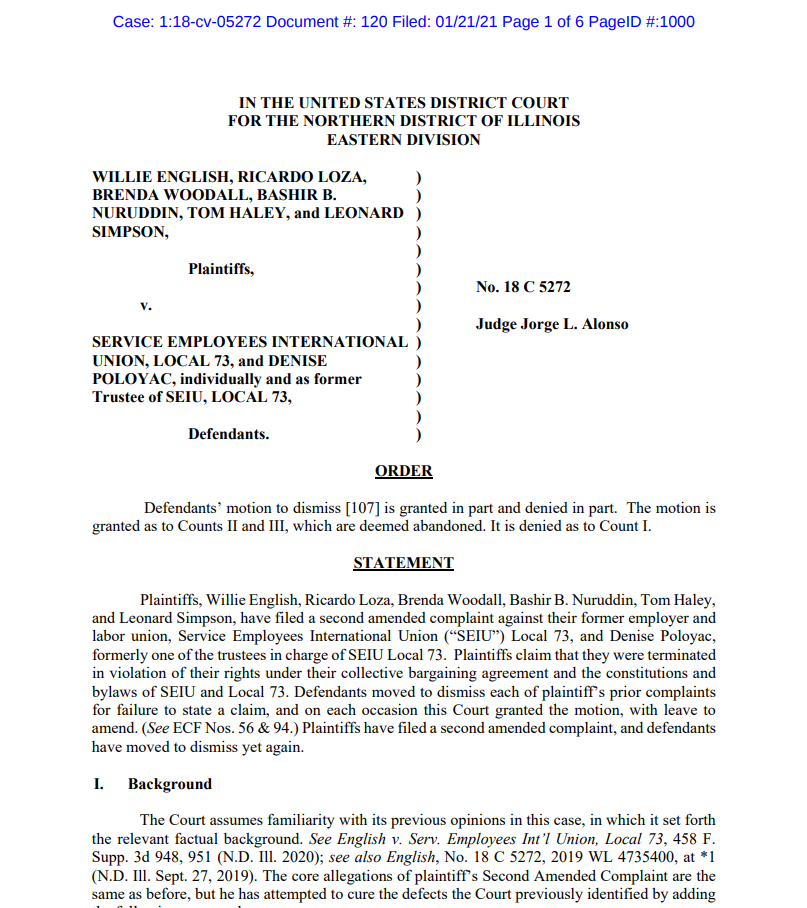 Case: 1:18-cv-05272 Document #: 120 Filed: 01/21/21 Page 1 of 6 PageID #:1000
IN THE UNITED STATES DISTRICT COURT
FOR THE NORTHERN DISTRICT OF ILLINOIS
EASTERN DIVISION
WILLIE ENGLISH, RICARDO LOZA, )
BRENDA WOODALL, BASHIR B. )
NURUDDIN, TOM HALEY, and LEONARD )
SIMPSON, )
)
Plaintiffs, )
) No. 18 C 5272
v. )
) Judge Jorge L. Alonso
SERVICE EMPLOYEES INTERNATIONAL )
UNION, LOCAL 73, and DENISE )
POLOYAC, individually and as former )
Trustee of SEIU, LOCAL 73, )
)
Defendants. )
ORDER
Defendants' motion to dismiss [107] is granted in part and denied in part. The motion is
granted as to Counts II and III, which are deemed abandoned. It is denied as to Count I.
STATEMENT
Plaintiffs, Willie English, Ricardo Loza, Brenda Woodall, Bashir B. Nuruddin, Tom Haley,
and Leonard Simpson, have filed a second amended complaint against their former employer and
labor union, Service Employees International Union ("SEIU") Local 73, and Denise Poloyac,
formerly one of the trustees in charge of SEIU Local 73. Plaintiffs claim that they were terminated
in violation of their rights under their collective bargaining agreement and the constitutions and
bylaws of SEIU and Local 73. Defendants moved to dismiss each of plaintiff's prior complaints
for failure to state a claim, and on each occasion this Court granted the motion, with leave to
amend. (See ECF Nos. 56 & 94.) Plaintiffs have filed a second amended complaint, and defendants
have moved to dismiss yet again.
I. Background
The Court assumes familiarity with its previous opinions in this case, in which it set forth
the relevant factual background. See English v. Serv. Employees Int'l Union, Local 73, 458 F.
Supp. 3d 948, 951 (N.D. Ill. 2020); see also English, No. 18 C 5272, 2019 WL 4735400, at *1
(N.D. Ill. Sept. 27, 2019). The core allegations of plaintiff's Second Amended Complaint are the
same as before, but he has attempted to cure the defects the Court previously identified by adding